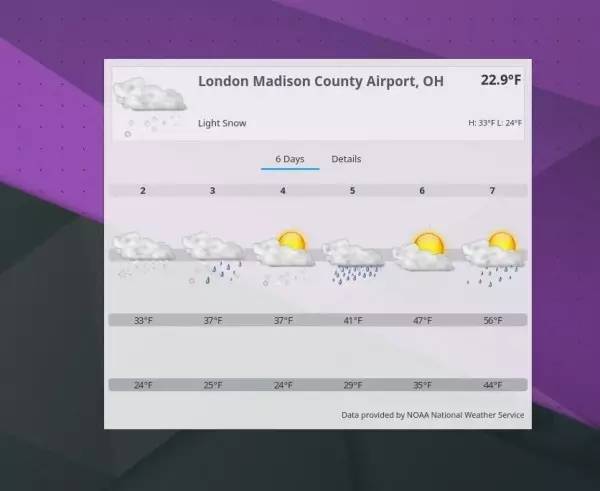 London Madison County Airport, OH 22.9°F
Light Snow H: 33°F L: 24°F
6 Days Details
2 3 4 5 6 7
33°F 37°F 37°F 41°F 47°F 56°F
24°F 25°F 24°F 29°F 35°F 44°F
Data provided by NOAA National Weather Service